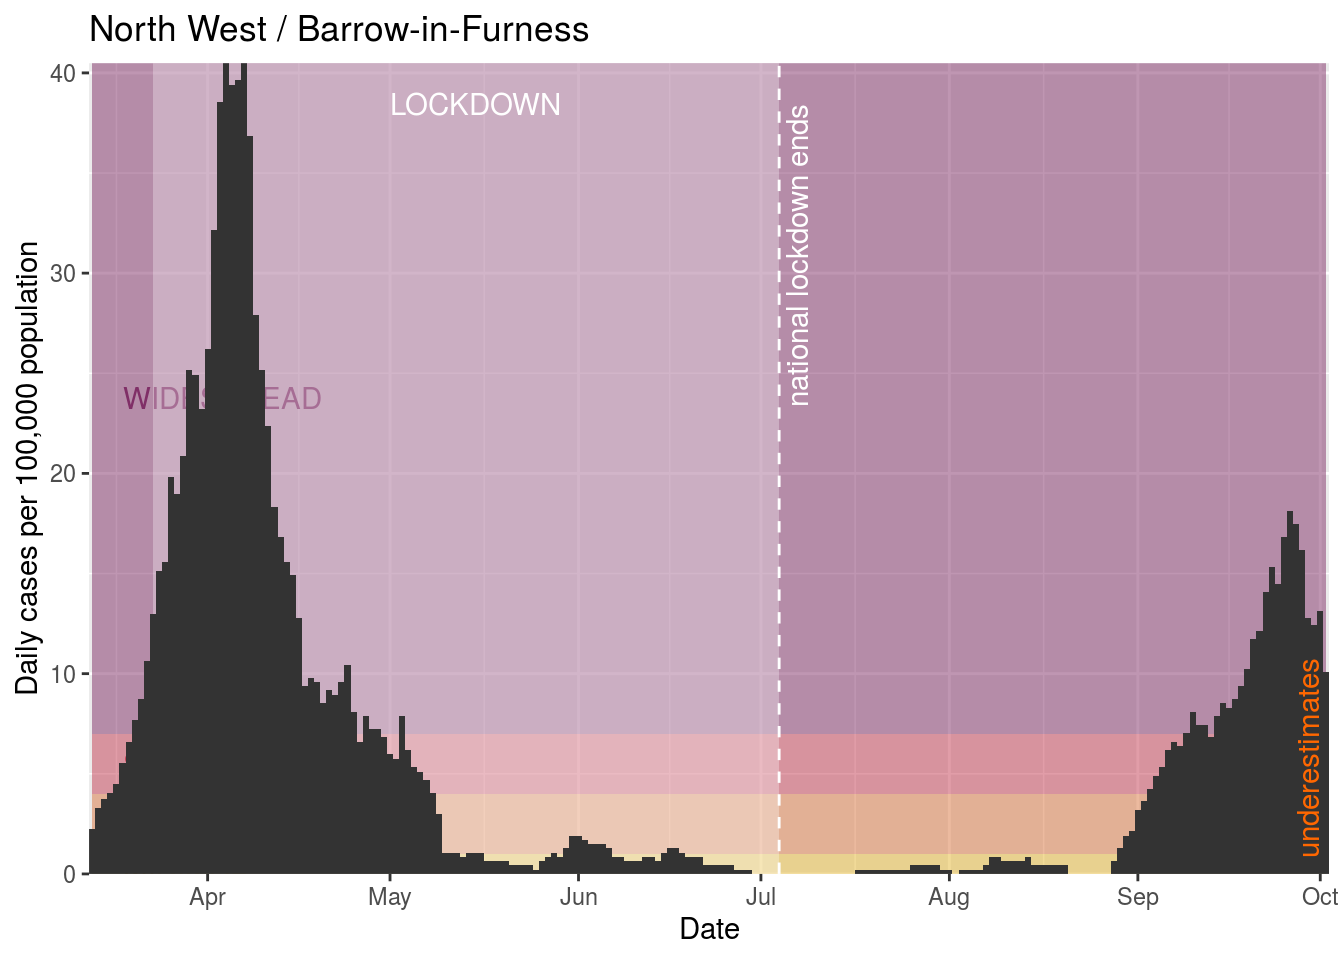 North West / Barrow-in-Furness
Daily cases per 100,000 population
40
30
20
10
0
LOCKDOWN
national lockdown ends
underestimates
Apr
May
Jun
Jul
Aug
Sep
Oct
Date